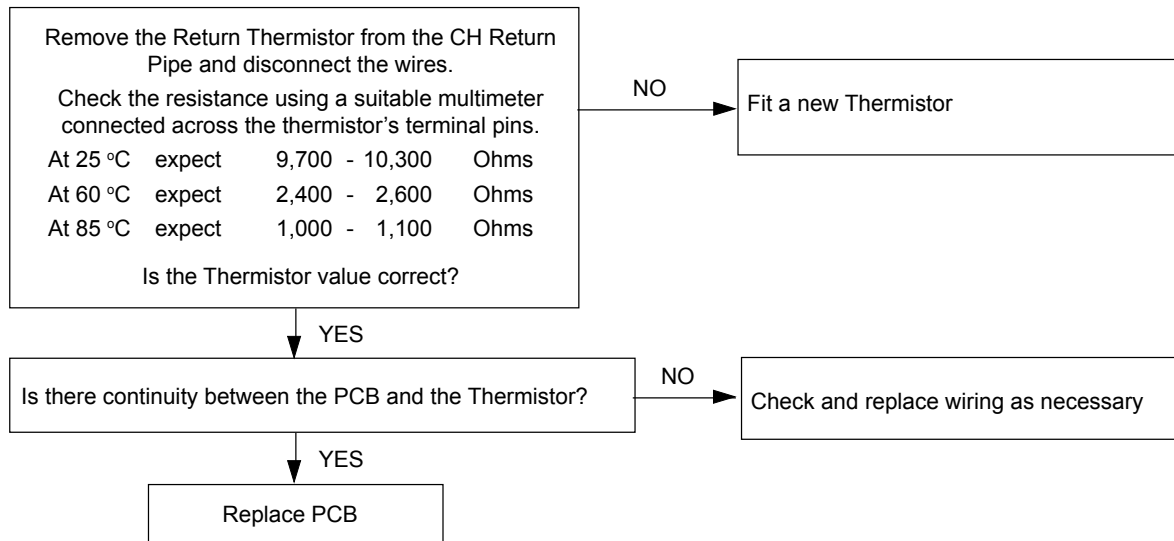 Remove the Return Thermistor from the CH Return
Pipe and disconnect the wires.
Check the resistance using a suitable multimeter
connected across the thermistor's terminal pins.
At 25 °C expect 9,700 - 10,300 Ohms
At 60 °C expect 2,400 - 2,600 Ohms
At 85 °C expect 1,000 - 1,100 Ohms
Is the Thermistor value correct?
NO
Fit a new Thermistor
YES
Is there continuity between the PCB and the Thermistor?
NO
Check and replace wiring as necessary
YES
Replace PCB